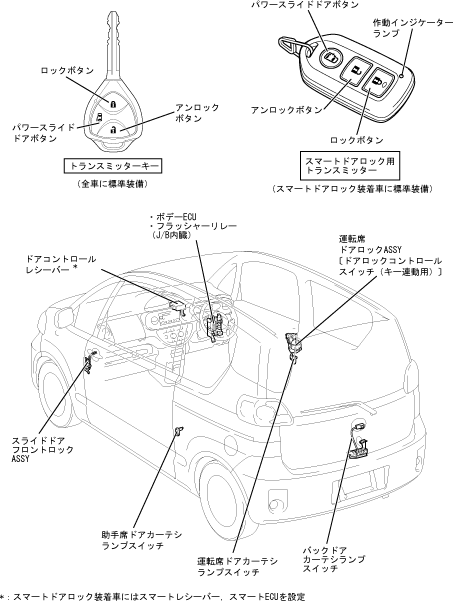 パワースライドドアボタン
作動インジケーター
ランプ
ロックボタン
アンロック
ボタン
パワースライド
ドアボタン
アンロックボタン
ロックボタン
トランスミッターキー
(全車に標準装備)
スマートドアロック用
トランスミッター
(スマートドアロック装着車に標準装備)
・ボデーECU
・フラッシャーリレー
(J/B内臓)
ドアコントロール
レシーバー *
運転席
ドアロックASSY
[ドアロックコントロール
スイッチ(キー連動用)]
スライドドア
フロントロック
ASSY
助手席ドアカーテシ
ランプスイッチ
運転席ドアカーテシ
ランプスイッチ
バックドア
カーテシランプ
スイッチ
*:スマートドアロック装着車にはスマートレシーバー, スマートECUを設定